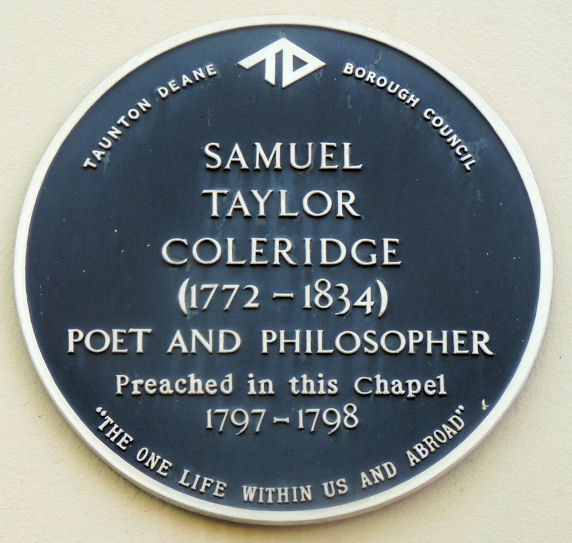 TAUNTON DEANE TD BOROUGH COUNCIL
SAMUEL
TAYLOR
COLERIDGE
(1772 – 1834)
POET AND PHILOSOPHER
Preached in this Chapel
1797 – 1798
"THE ONE LIFE WITHIN US AND ABROAD"